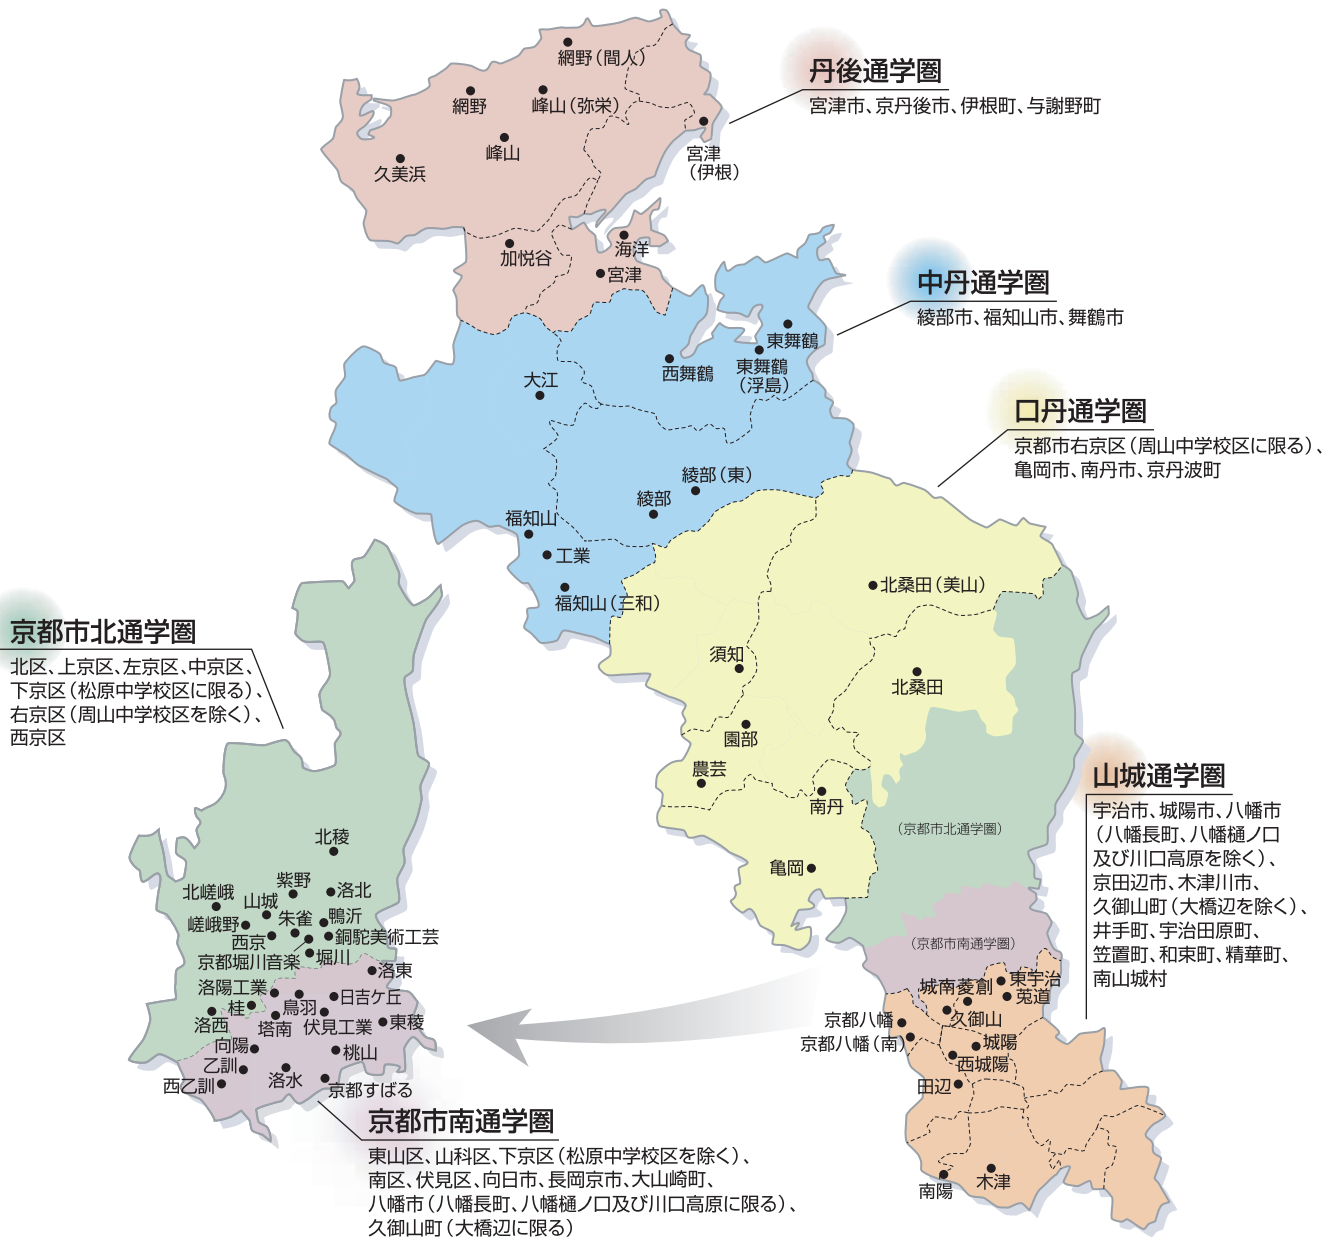 網野（間人）
網野
峰山（弥栄）
峰山
久美浜
宮津
（伊根）
加悦谷
海洋
宮津
丹後通学圏
宮津市、京丹後市、伊根町、与謝野町
中丹通学圏
綾部市、福知山市、舞鶴市
東舞鶴
東舞鶴
（浮島）
西舞鶴
大江
綾部（東）
綾部
福知山
工業
福知山（三和）
口丹通学圏
京都市右京区（周山中学校区に限る）、
亀岡市、南丹市、京丹波町
北桑田（美山）
北桑田
須知
園部
農芸
南丹
亀岡
（京都市北通学圏）
（京都市南通学圏）
京都市北通学圏
北区、上京区、左京区、中京区、
下京区（松原中学校区に限る）、
右京区（周山中学校区を除く）、
西京区
北稜
紫野
洛北
北嵯峨
山城
嵯峨野
朱雀
鴨沂
西京
銅駝美術工芸
京都堀川音楽
堀川
洛東
洛陽工業
鳥羽
日吉ケ丘
桂
洛西
塔南
伏見工業
東稜
向陽
乙訓
桃山
西乙訓
洛水
京都すばる
京都市南通学圏
東山区、山科区、下京区（松原中学校区を除く）、
南区、伏見区、向日市、長岡京市、大山崎町、
八幡市（八幡長町、八幡樋ノ口及び川口高原に限る）、
久御山町（大橋辺に限る）
山城通学圏
宇治市、城陽市、八幡市
（八幡長町、八幡樋ノ口
及び川口高原を除く）、
京田辺市、木津川市、
久御山町（大橋辺を除く）、
井手町、宇治田原町、
笠置町、和束町、精華町、
南山城村
城南菱創
東宇治
莵道
久御山
京都八幡
京都八幡（南）
城陽
西城陽
田辺
南陽
木津